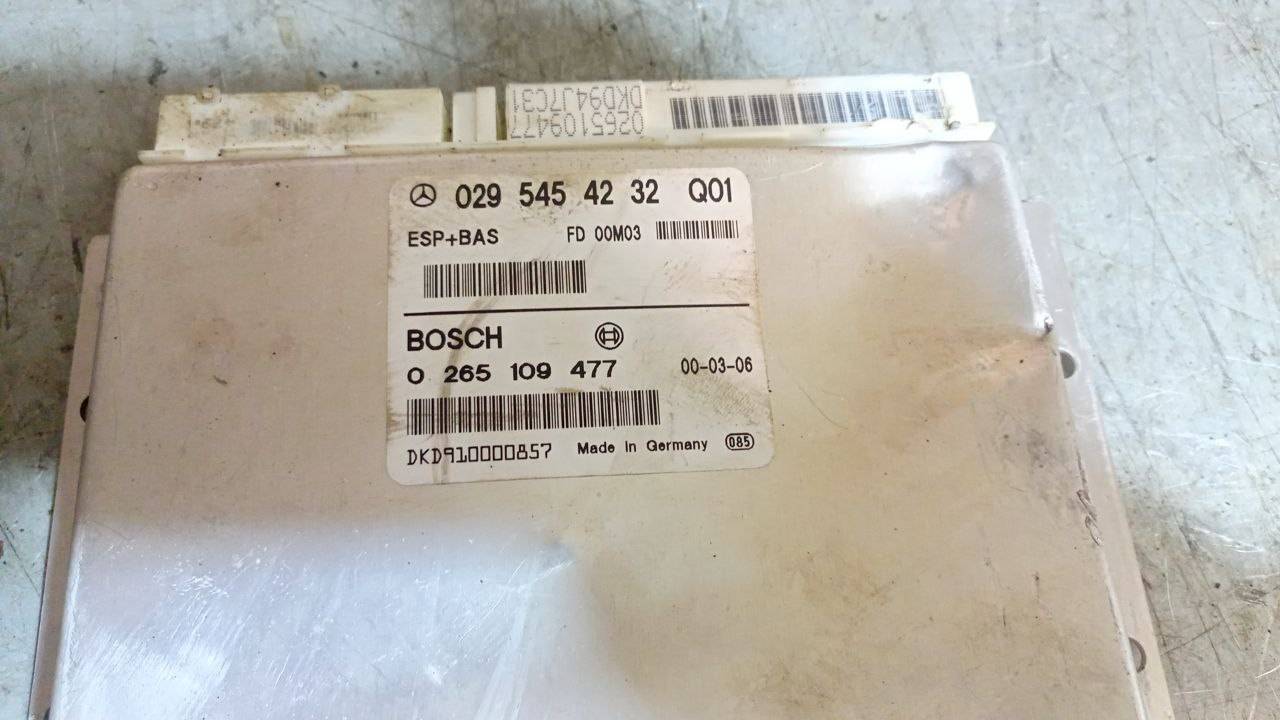 0265109477
DKD94J7C31
029 545 42 32 Q01
ESP+BAS FD 00M03
BOSCH
0 265 109 477 00-03-06
DKD910000857 Made in Germany 085